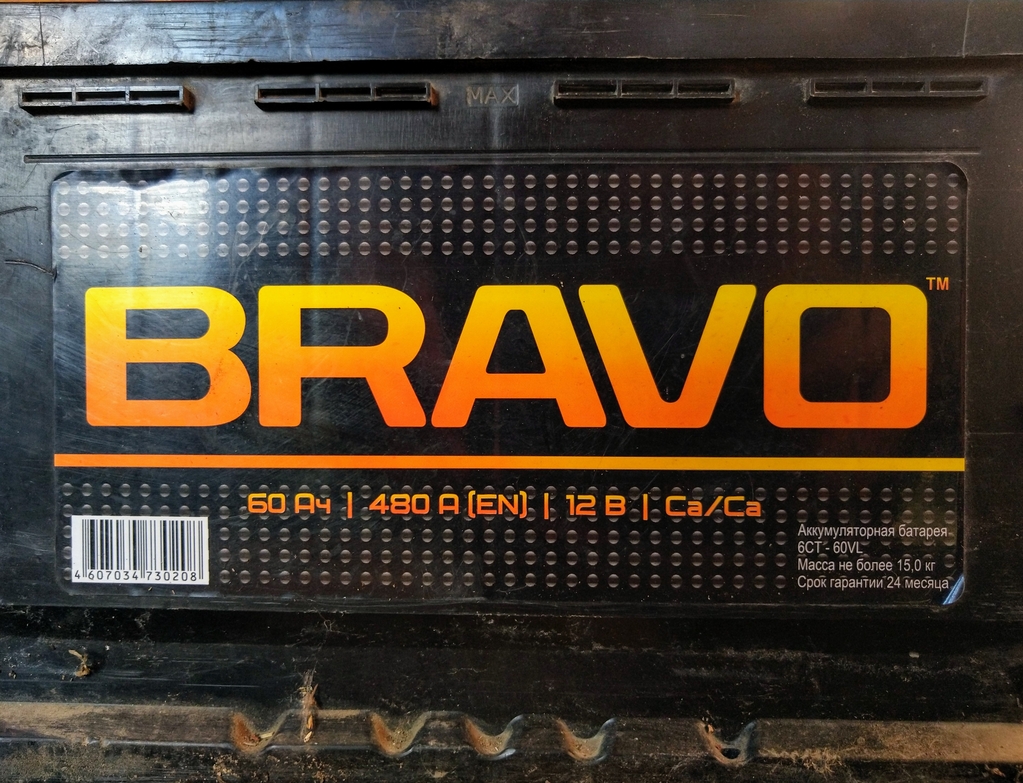 MAX
BRAVO™
60 Ач | 480 A (EN) | 12 В | Ca/Ca
4 607034 730208
Аккумуляторная батарея
6СТ - 60VL
Масса не более 15,0 кг
Срок гарантии 24 месяца